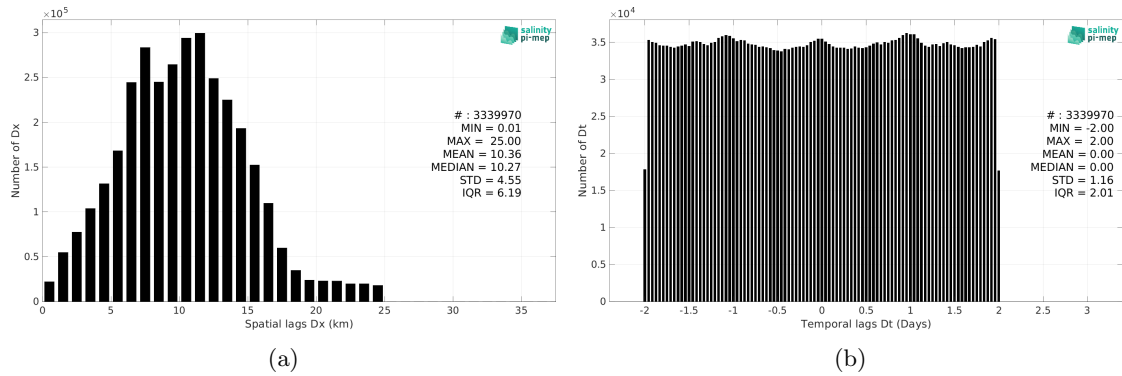 ×10⁵
3
2.5
2
1.5
1
0.5
0
Number of Dx
0 5 10 15 20 25 30 35
Spatial lags Dx (km)
salinity
pi-mep
# : 3339970
MIN = 0.01
MAX = 25.00
MEAN = 10.36
MEDIAN = 10.27
STD = 4.55
IQR = 6.19
(a)
×10⁴
3.5
3
2.5
2
1.5
1
0.5
0
Number of Dt
-2 -1.5 -1 -0.5 0 0.5 1 1.5 2 2.5 3
Temporal lags Dt (Days)
salinity
pi-mep
# : 3339970
MIN = -2.00
MAX = 2.00
MEAN = 0.00
MEDIAN = 0.00
STD = 1.16
IQR = 2.01
(b)